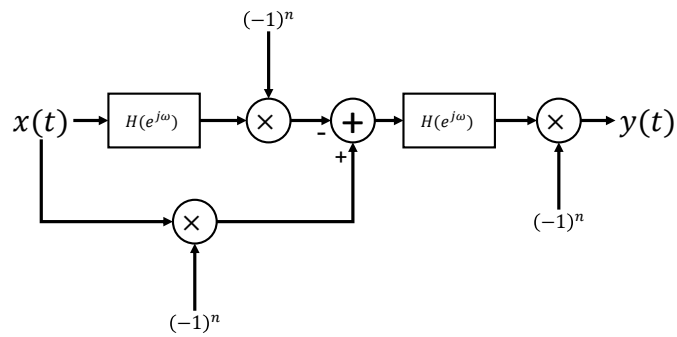 (−1)ⁿ
x(t)
H(e^{jω})
×
-
+
H(e^{jω})
×
y(t)
+
×
(−1)ⁿ
(−1)ⁿ